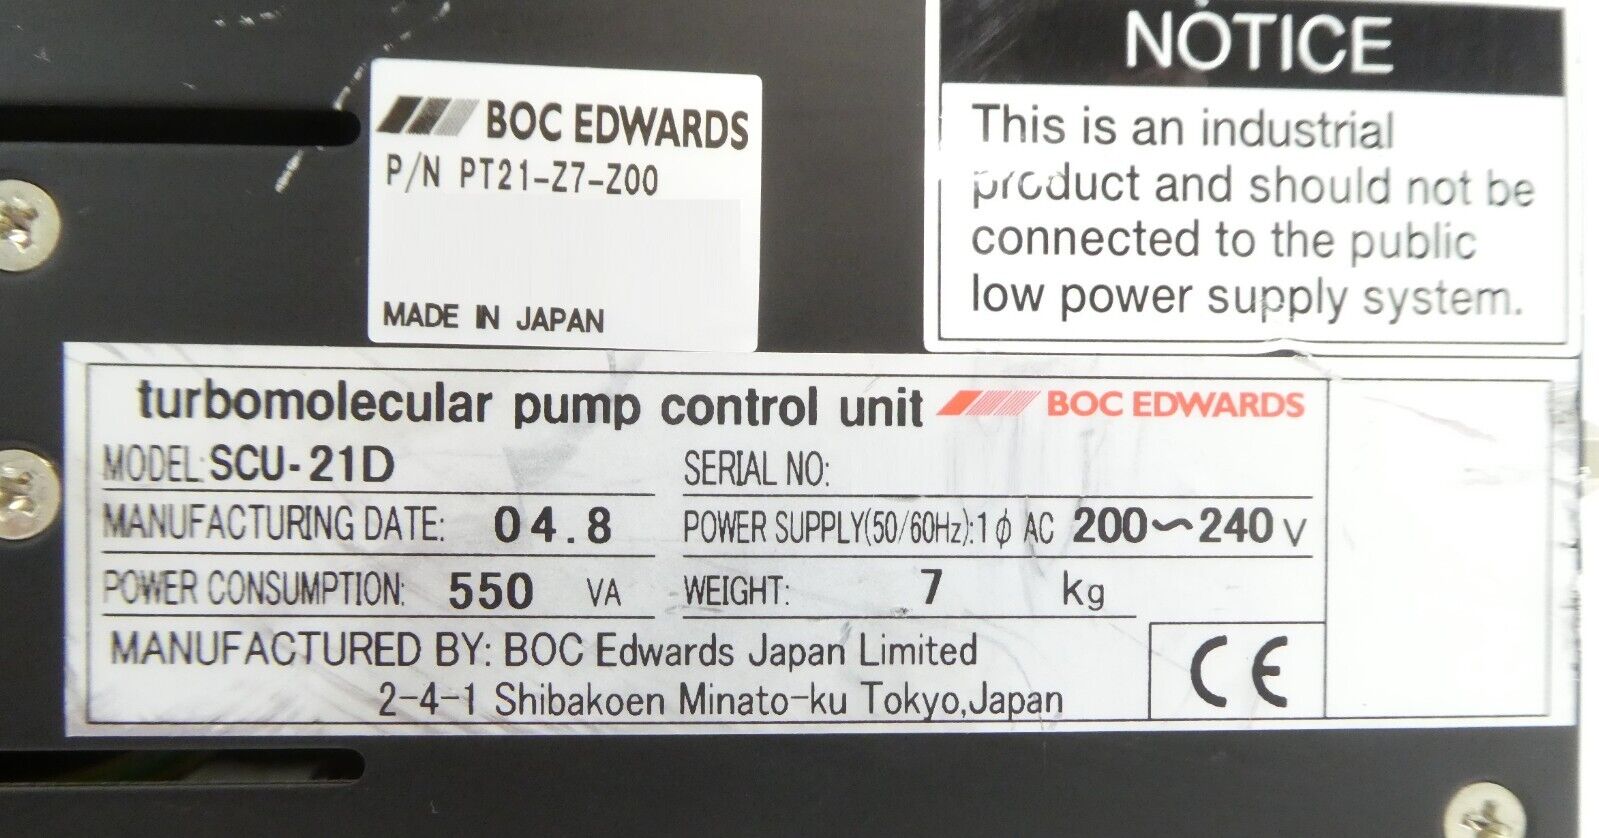 BOC EDWARDS
P/N PT21-Z7-Z00
MADE IN JAPAN
NOTICE
This is an industrial
product and should not be
connected to the public
low power supply system.
turbomolecular pump control unit BOC EDWARDS
MODEL: SCU-21D SERIAL NO:
MANUFACTURING DATE: 04.8 POWER SUPPLY(50/60Hz):1ϕ AC 200~240 V
POWER CONSUMPTION: 550 VA WEIGHT: 7 kg
MANUFACTURED BY: BOC Edwards Japan Limited
2-4-1 Shibakoen Minato-ku Tokyo,Japan
CE